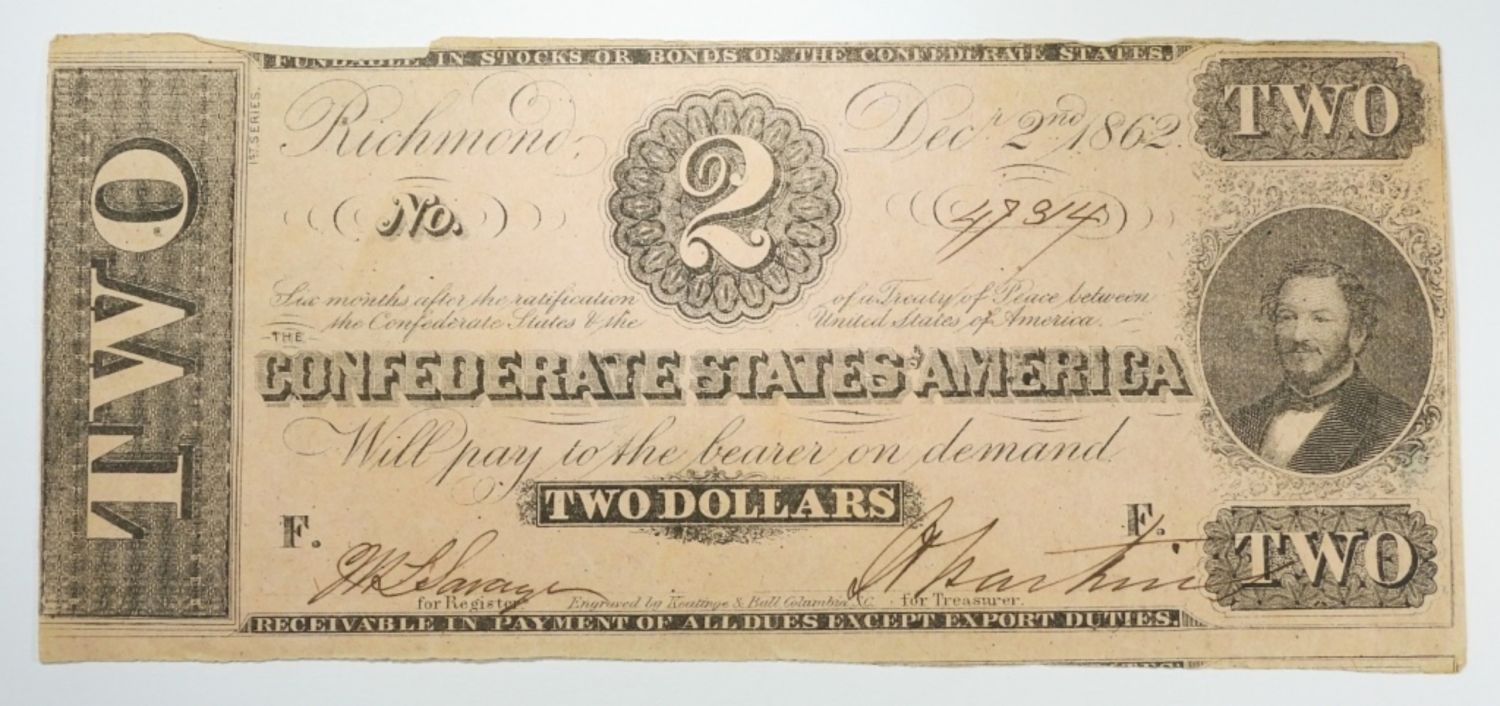 FUNDABLE IN STOCKS OR BONDS OF THE CONFEDERATE STATES.
1ST SERIES.
TWO
Richmond, 2 Decr. 2nd 1862.
TWO
No. 47314
Six months after the ratification of a Treaty of Peace between
the Confederate States & the United States of America.
THE
CONFEDERATE STATES AMERICA
Will pay to the bearer on demand
TWO DOLLARS
F. F.
TWO
Savage
for Register Engraved by Keatinge & Ball Columbia, S.C. for Treasurer.
RECEIVABLE IN PAYMENT OF ALL DUES EXCEPT EXPORT DUTIES.